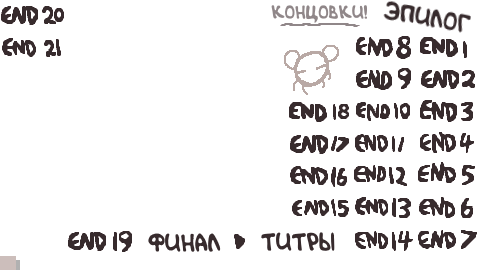 END 20 КОНЦОВКИ! ЭПИЛОГ
END 21 END 8 END 1
END 9 END 2
END 18 END 10 END 3
END 17 END 11 END 4
END 16 END 12 END 5
END 15 END 13 END 6
END 19 ФИНАЛ ТИТРЫ END 14 END 7